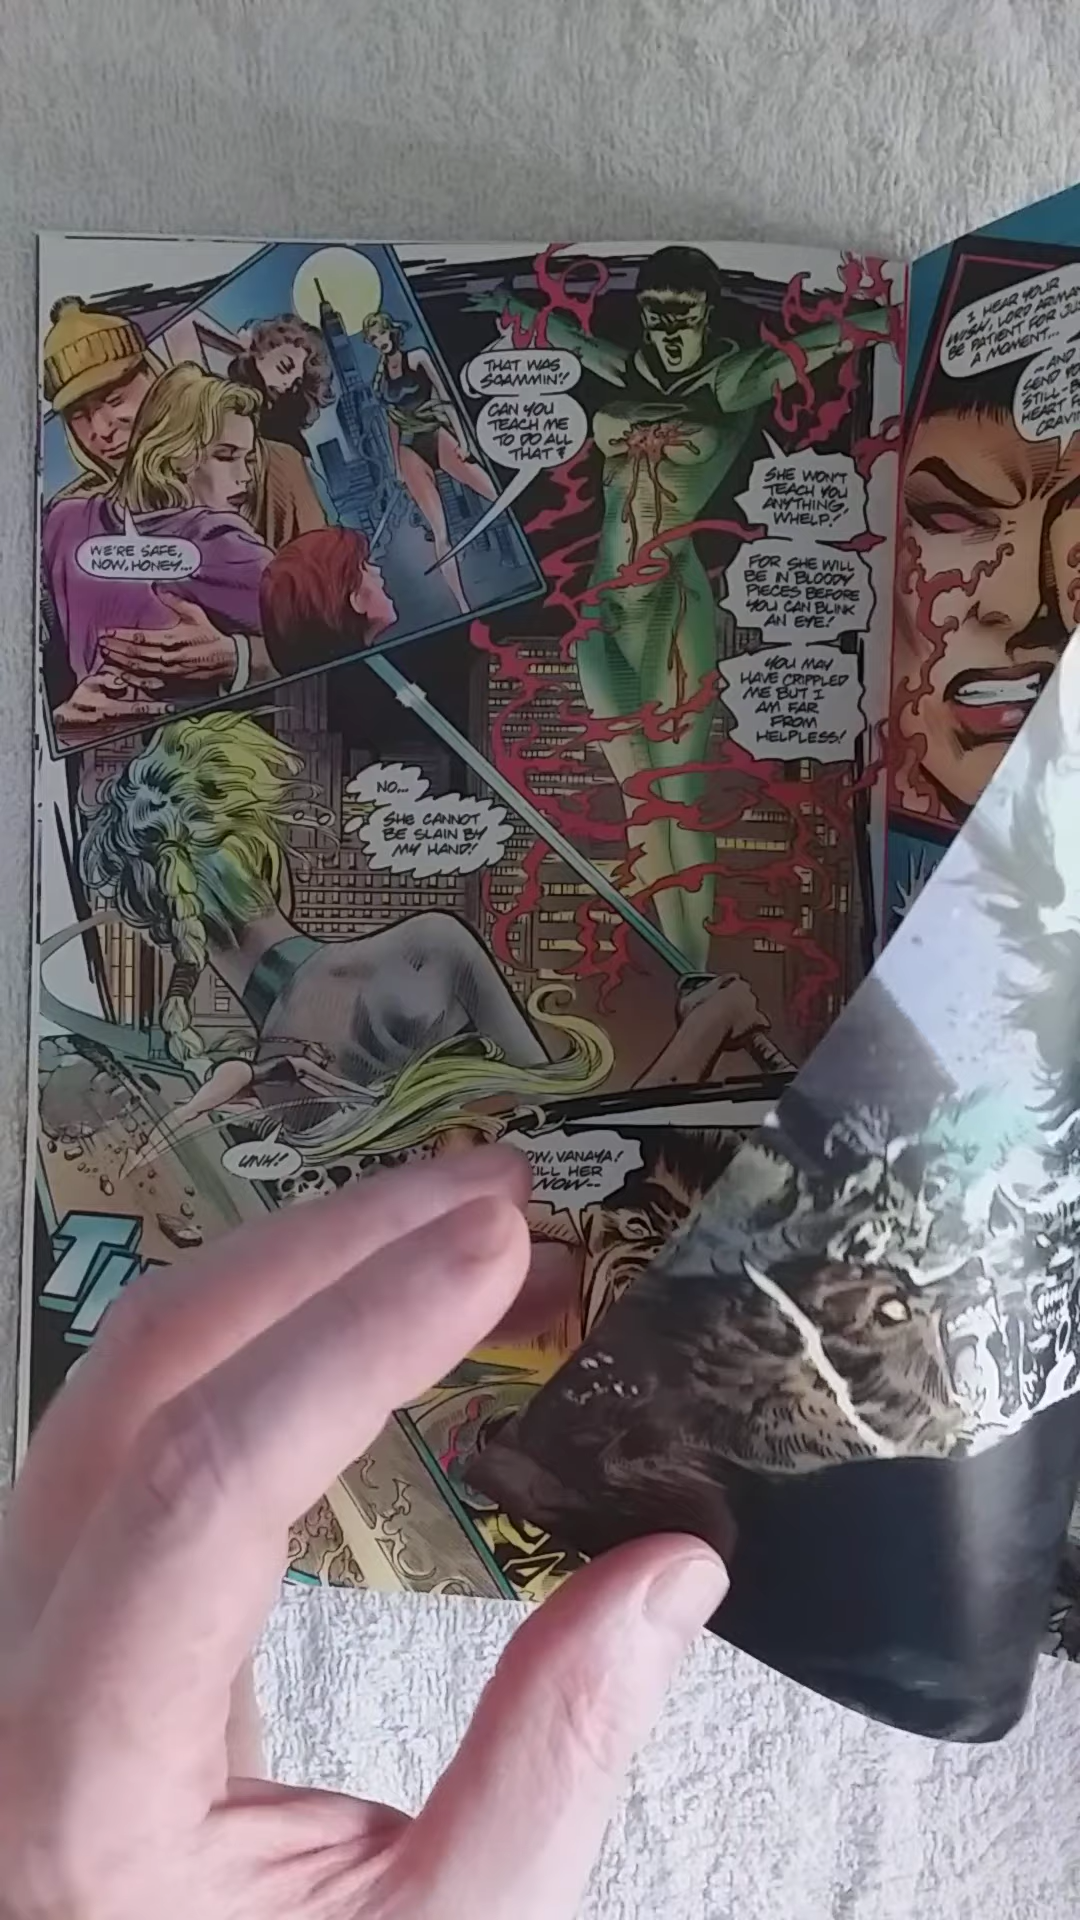 THAT WAS
SLAMMIN'!
CAN YOU
TEACH ME
TO DO ALL
THAT?
WE'RE SAFE,
NOW, HONEY...
SHE WON'T
TEACH YOU
ANYTHING,
WHELP!
FOR SHE WILL
BE IN BLOODY
PIECES BEFORE
YOU CAN BLINK
AN EYE!
YOU MAY
HAVE CRIPPLED
ME BUT I
AM FAR
FROM
HELPLESS!
NO...
SHE CANNOT
BE SLAIN BY
MY HAND!
UNH!
VANAYA!
HER
NOW--
I HEAR YOUR
WISH, LORD
BE PATIENT FOR
A MOMENT...
--AND
SEND
STILL-
HEART